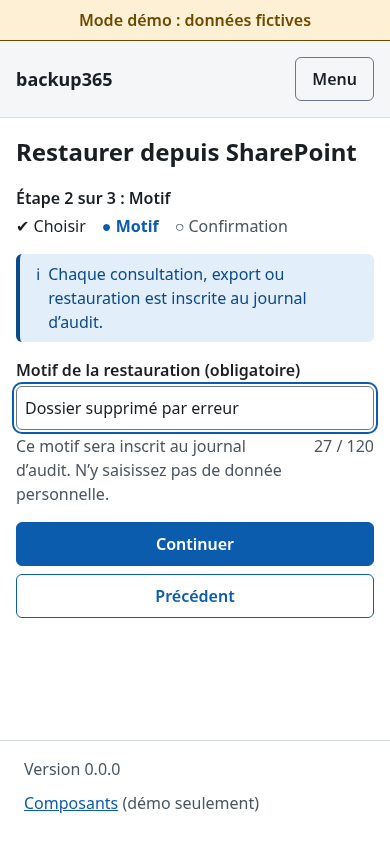 Mode démo : données fictives
backup365
Menu
Restaurer depuis SharePoint
Étape 2 sur 3 : Motif
✔ Choisir ● Motif ○ Confirmation
i Chaque consultation, export ou
restauration est inscrite au journal
d’audit.
Motif de la restauration (obligatoire)
Dossier supprimé par erreur
Ce motif sera inscrit au journal 27 / 120
d’audit. N’y saisissez pas de donnée
personnelle.
Continuer
Précédent
Version 0.0.0
Composants (démo seulement)